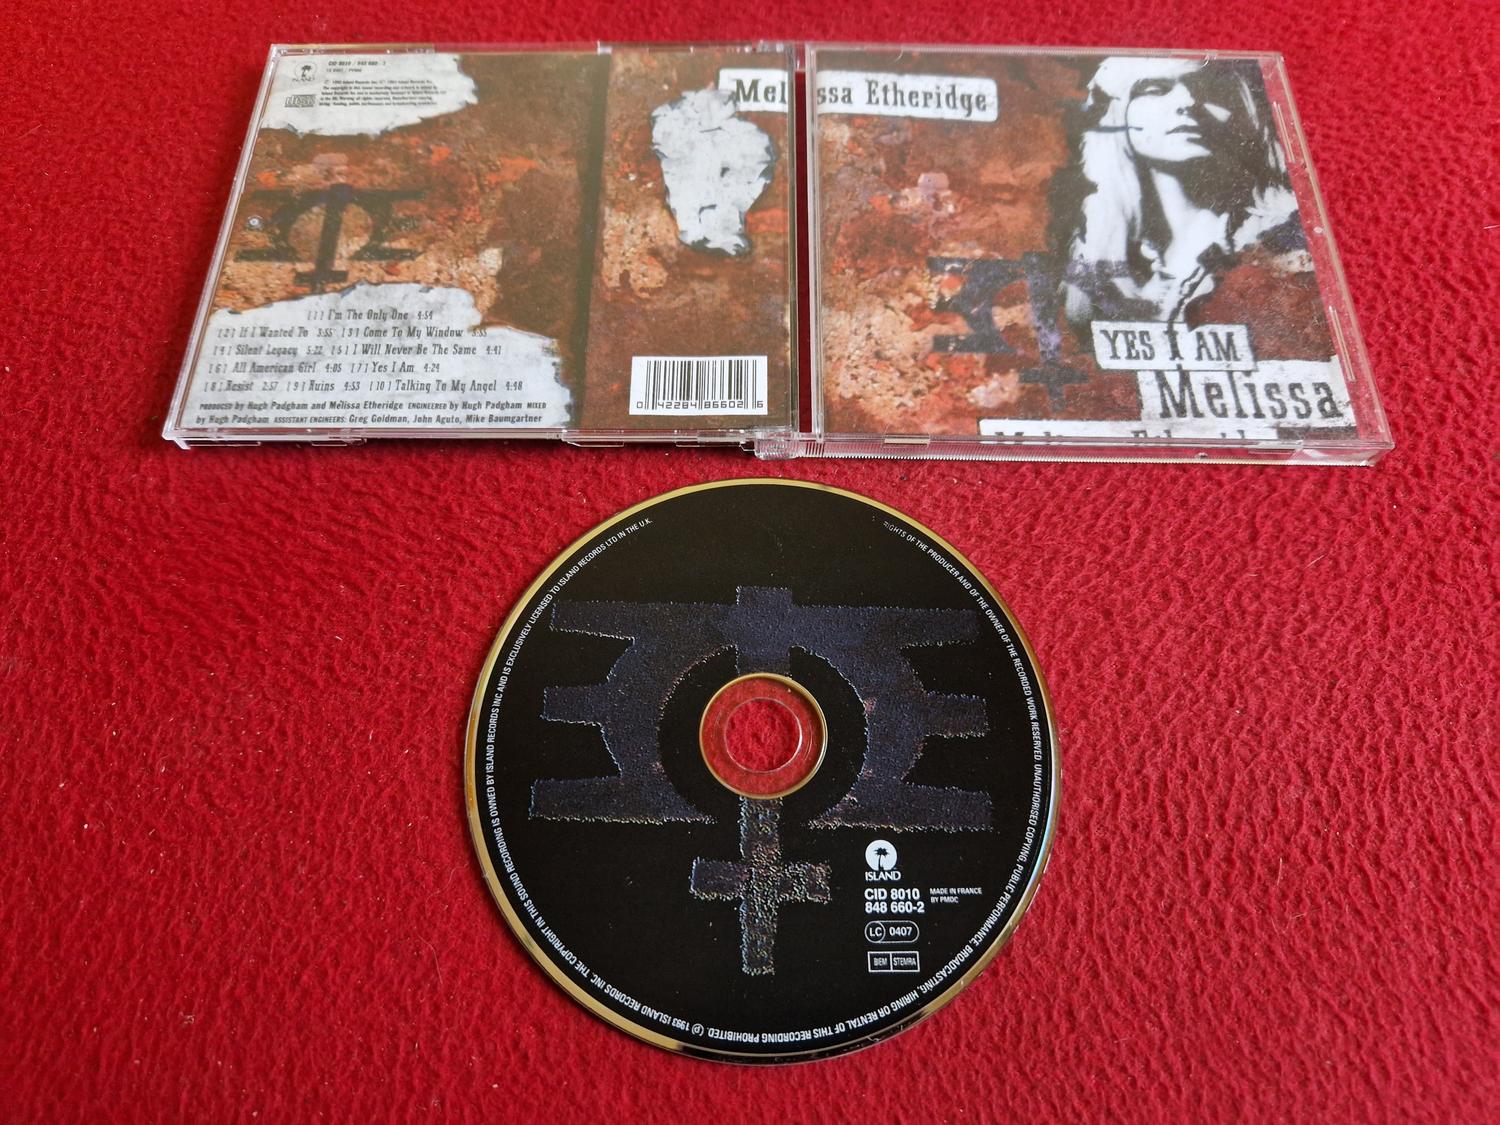 ISLAND
CID 8010 / 848 660 - 2
Melissa Etheridge
[1] I'm The Only One 4:54
[2] If I Wanted To 3:55 [3] Come To My Window 3:55
[4] Silent Legacy 5:22 [5] I Will Never Be The Same 4:41
[6] All American Girl 4:05 [7] Yes I Am 4:24
[8] Resist 2:57 [9] Ruins 4:53 [10] Talking To My Angel 4:48
PRODUCED by Hugh Padgham and Melissa Etheridge ENGINEERED by Hugh Padgham MIXED
by Hugh Padgham ASSISTANT ENGINEERS: Greg Goldman, John Aguto, Mike Baumgartner
0 42284 86602 6
YES I AM
Melissa
RIGHTS OF THE PRODUCER AND OF THE OWNER OF THE RECORDED WORK RESERVED. UNAUTHORISED COPYING, PUBLIC PERFORMANCE, BROADCASTING, HIRING OR RENTAL OF THIS RECORDING PROHIBITED. ℗ 1993 ISLAND RECORDS INC. THE COPYRIGHT IN THIS SOUND RECORDING IS OWNED BY ISLAND RECORDS INC AND IS EXCLUSIVELY LICENSED TO ISLAND RECORDS LTD IN THE U.K.
ISLAND
CID 8010
848 660-2
MADE IN FRANCE
BY PMDC
LC 0407
BIEM STEMRA